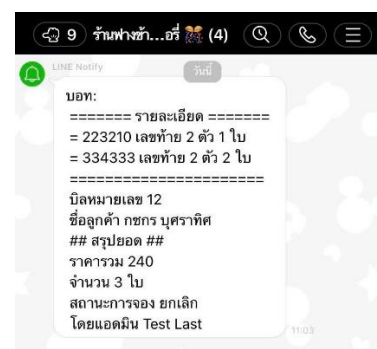 9 ร้านฟางข้า...อรี่ (4)
LINE Notify
วันนี้
บอท:
======= รายละเอียด =======
= 223210 เลขท้าย 2 ตัว 1 ใบ
= 334333 เลขท้าย 2 ตัว 2 ใบ
======================
บิลหมายเลข 12
ชื่อลูกค้า กชกร บุศราทิศ
## สรุปยอด ##
ราคารวม 240
จำนวน 3 ใบ
สถานะการจอง ยกเลิก
โดยแอดมิน Test Last
11:03